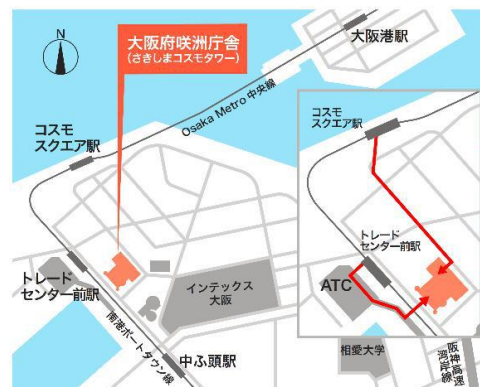 N
大阪府咲洲庁舎
(さきしまコスモタワー)
大阪港駅
Osaka Metro 中央線
コスモ
スクエア駅
トレード
センター前駅
インテックス
大阪
南港ポートタウン線
中ふ頭駅
コスモ
スクエア駅
トレード
センター前駅
ATC
相愛大学
阪神高速
湾岸線